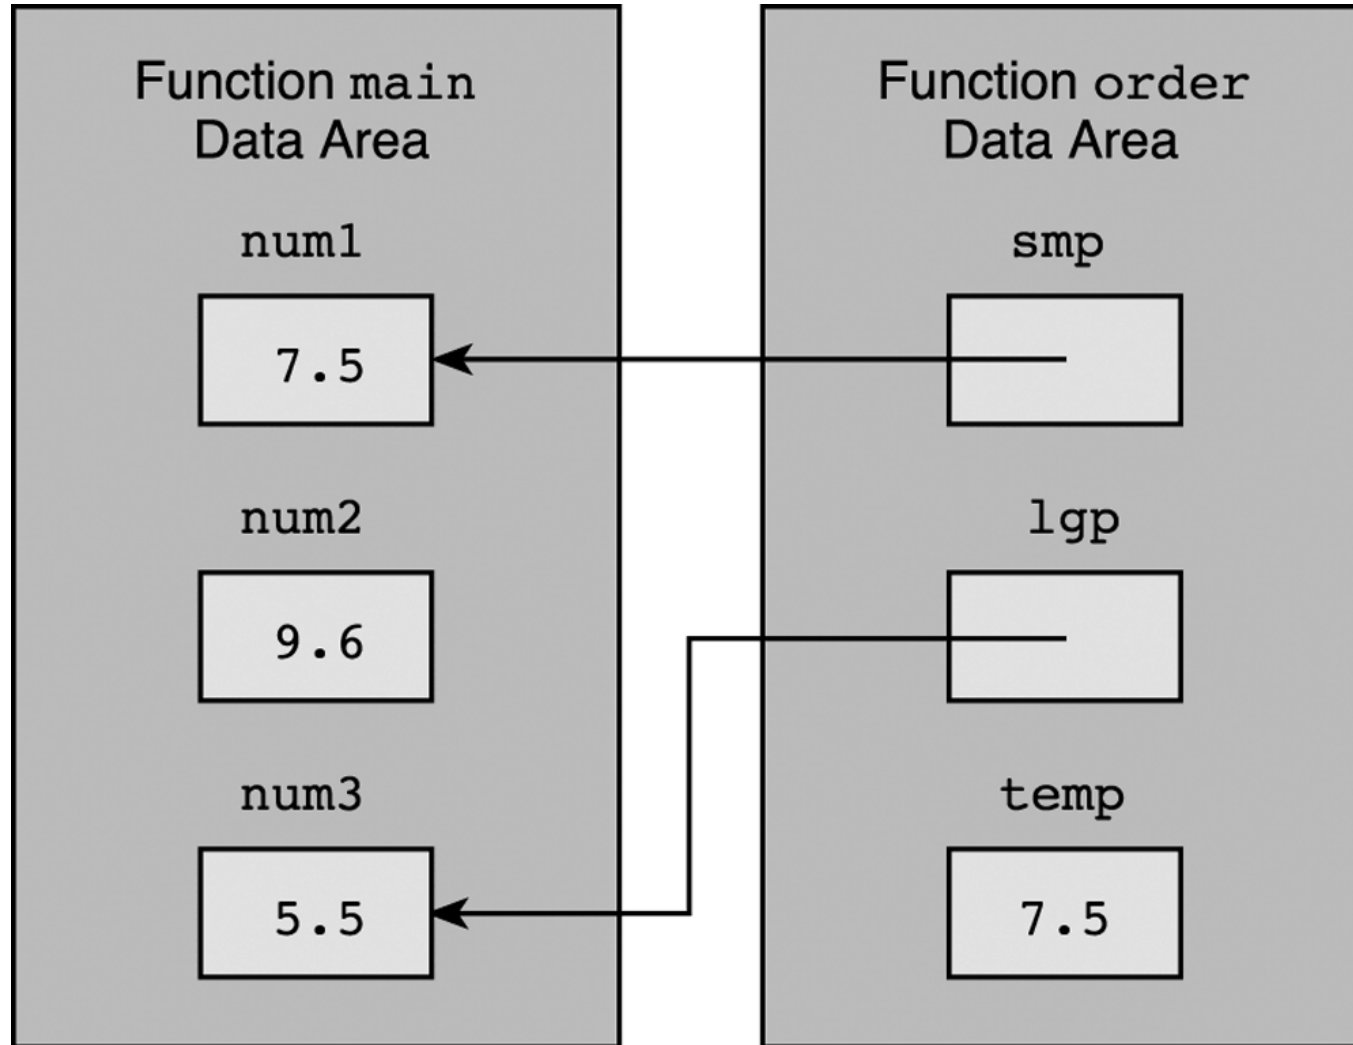 Function main
Data Area
num1
7.5
num2
9.6
num3
5.5
Function order
Data Area
smp
lgp
temp
7.5